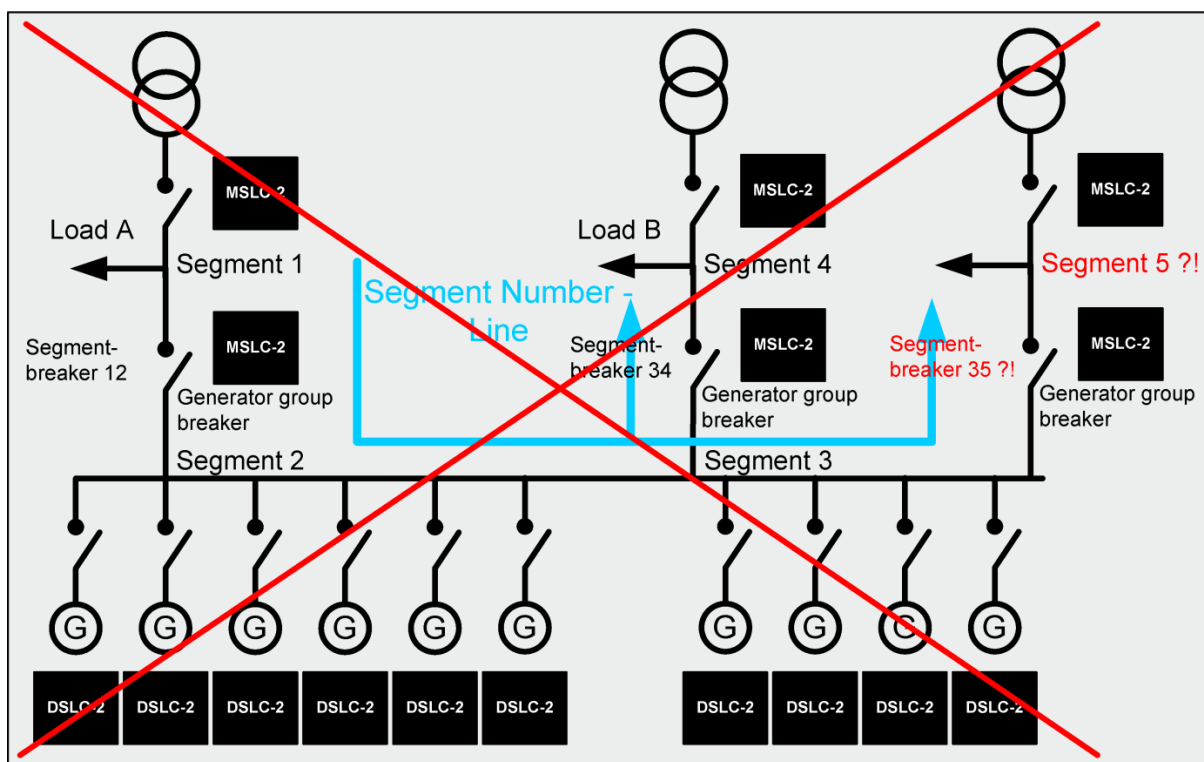 MSLC-2
MSLC-2
MSLC-2
Load A
Load B
Segment 1
Segment 4
Segment 5 ?!
Segment Number -
Line
Segment-
breaker 12
MSLC-2
Segment-
breaker 34
MSLC-2
Segment-
breaker 35 ?!
MSLC-2
Generator group
breaker
Generator group
breaker
Generator group
breaker
Segment 2
Segment 3
G
G
G
G
G
G
G
G
G
G
DSLC-2
DSLC-2
DSLC-2
DSLC-2
DSLC-2
DSLC-2
DSLC-2
DSLC-2
DSLC-2
DSLC-2